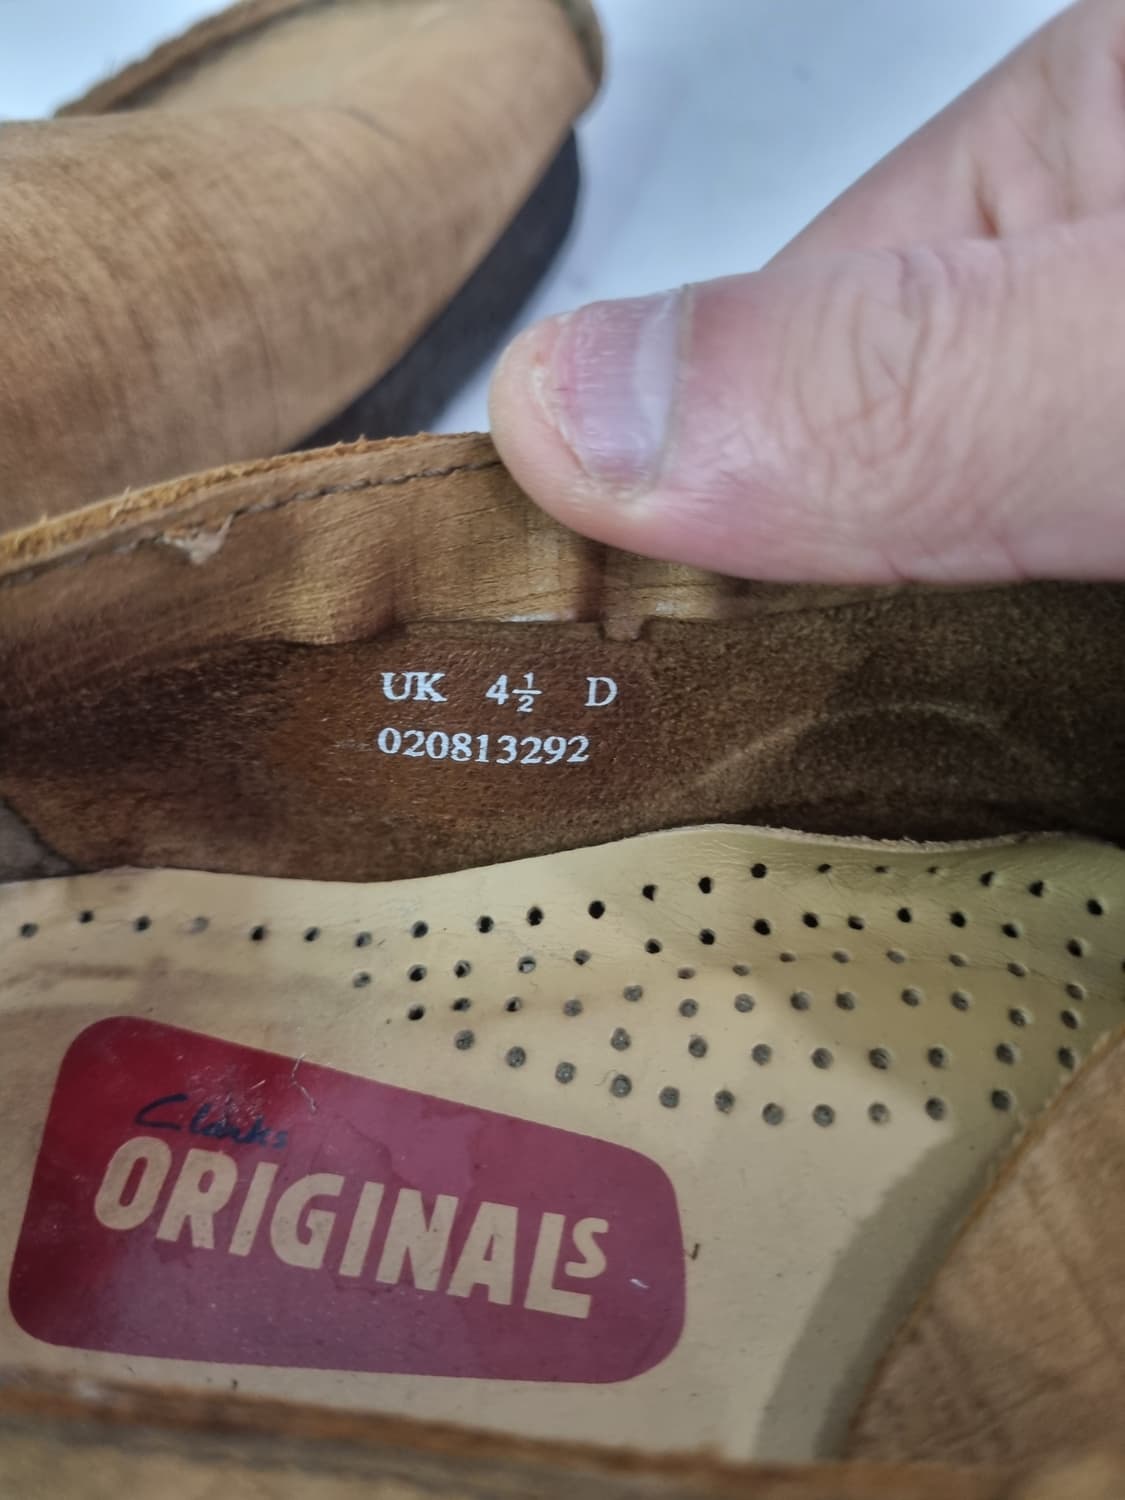 UK 4½ D
020813292
Clarks
ORIGINALS